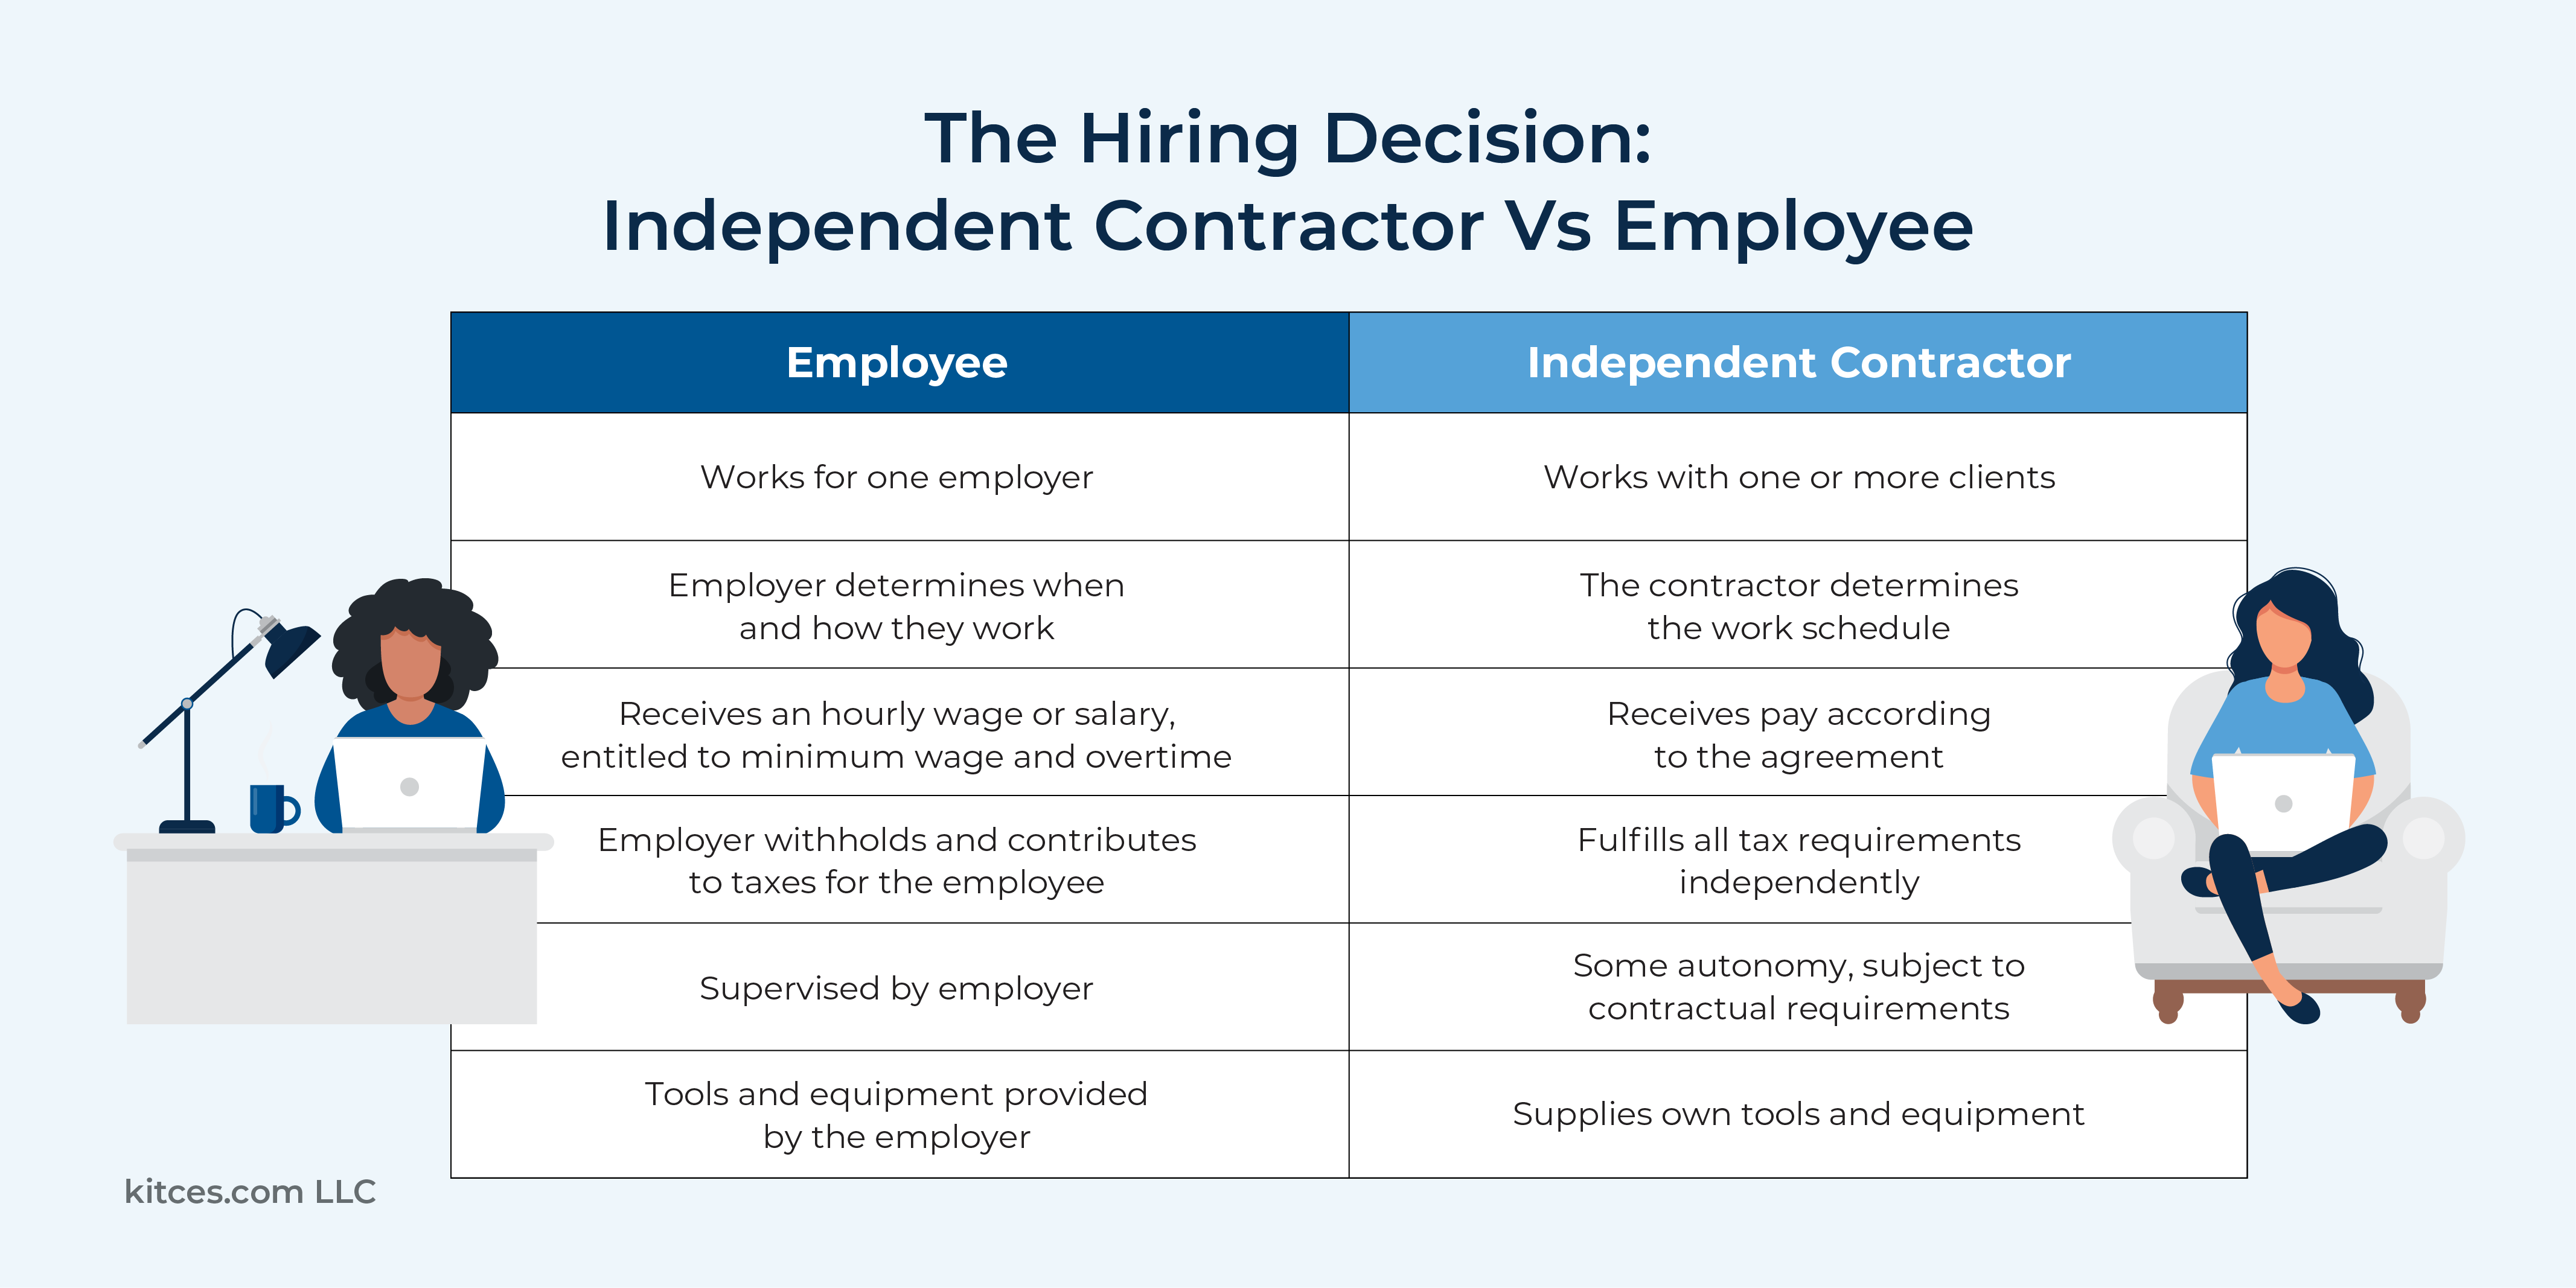 The Hiring Decision:
Independent Contractor Vs Employee
Employee
Independent Contractor
Works for one employer
Works with one or more clients
Employer determines when
and how they work
The contractor determines
the work schedule
Receives an hourly wage or salary,
entitled to minimum wage and overtime
Receives pay according
to the agreement
Employer withholds and contributes
to taxes for the employee
Fulfills all tax requirements
independently
Supervised by employer
Some autonomy, subject to
contractual requirements
Tools and equipment provided
by the employer
Supplies own tools and equipment
kitces.com LLC